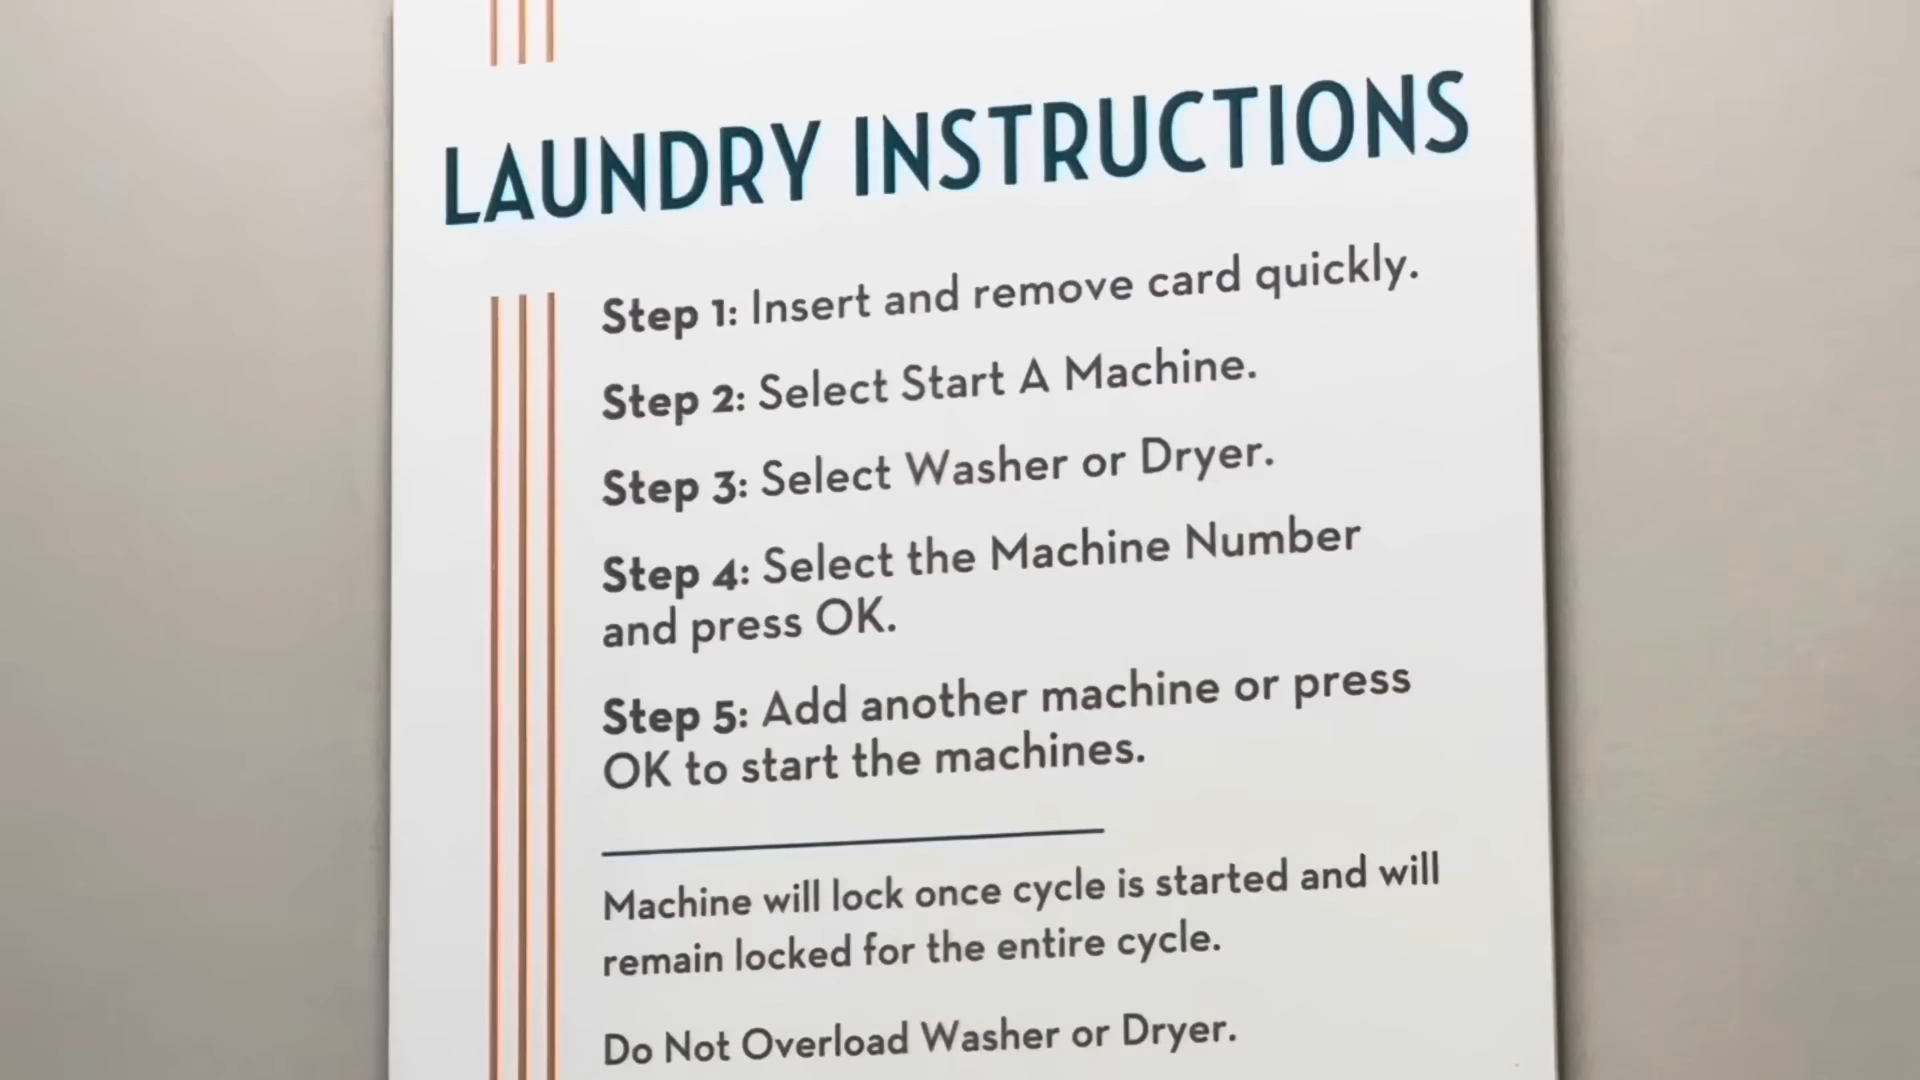 LAUNDRY INSTRUCTIONS
Step 1: Insert and remove card quickly.
Step 2: Select Start A Machine.
Step 3: Select Washer or Dryer.
Step 4: Select the Machine Number
and press OK.
Step 5: Add another machine or press
OK to start the machines.
Machine will lock once cycle is started and will
remain locked for the entire cycle.
Do Not Overload Washer or Dryer.